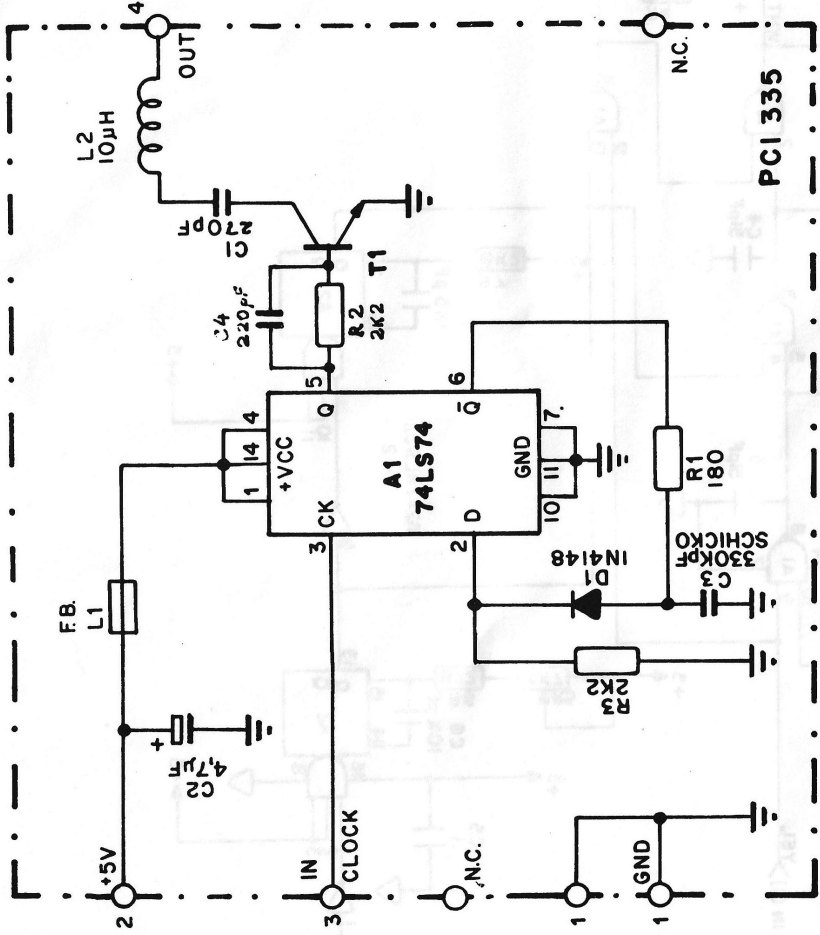 4
OUT
N.C.
PCI 335
L2
10µH
C1
270pF
T1
C4
220pF
R2
2K2
5
Q
6
Q̅
4
14
1
+VCC
A1
74LS74
GND
7.
11
10
3
CK
2
D
R1
180
F.B.
L1
D1
1N4148
C3
330KpF
SCHICKO
R3
2K2
+
C2
4,7µF
+5V
2
IN
CLOCK
3
N.C.
1
GND
1